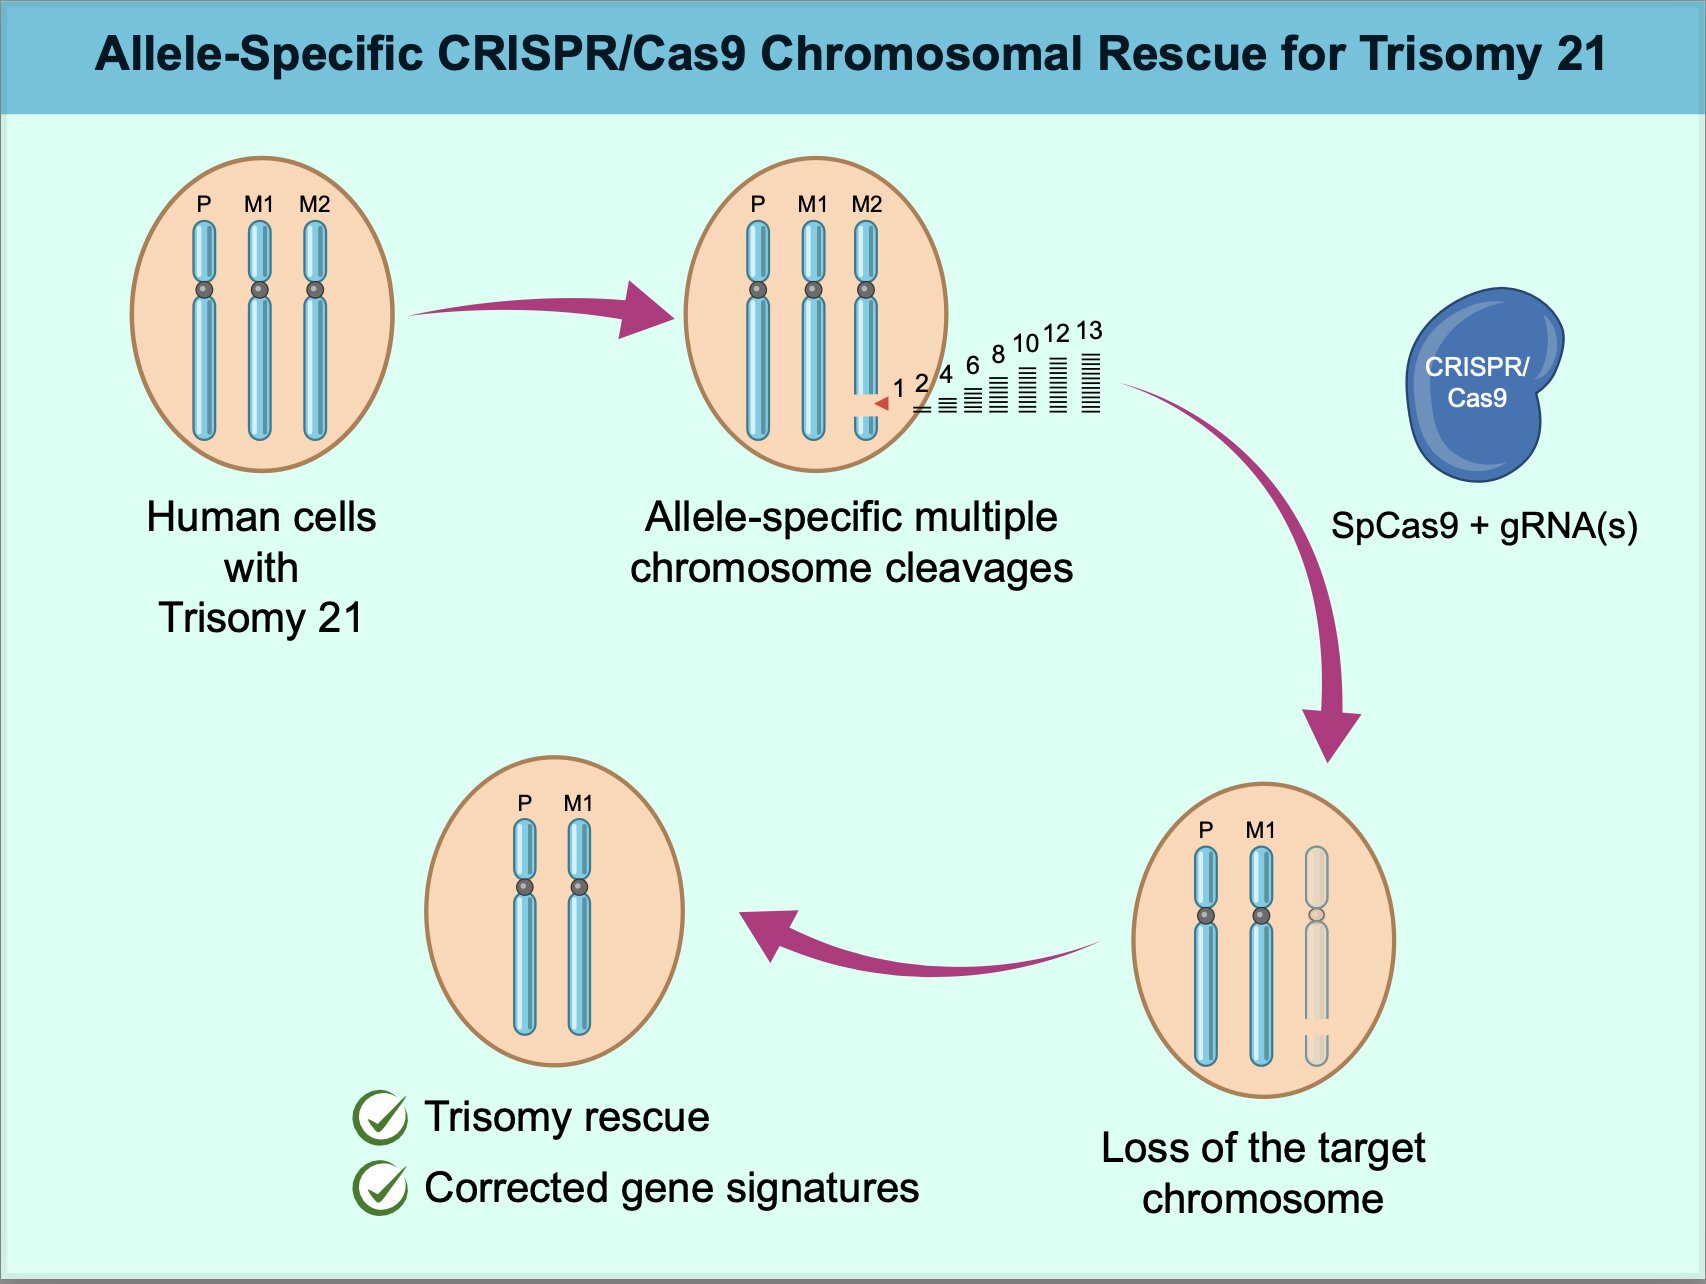 Allele-Specific CRISPR/Cas9 Chromosomal Rescue for Trisomy 21
P M1 M2
Human cells
with
Trisomy 21
P M1 M2
1 2 4 6 8 10 12 13
Allele-specific multiple
chromosome cleavages
CRISPR/
Cas9
SpCas9 + gRNA(s)
P M1
Loss of the target
chromosome
P M1
Trisomy rescue
Corrected gene signatures